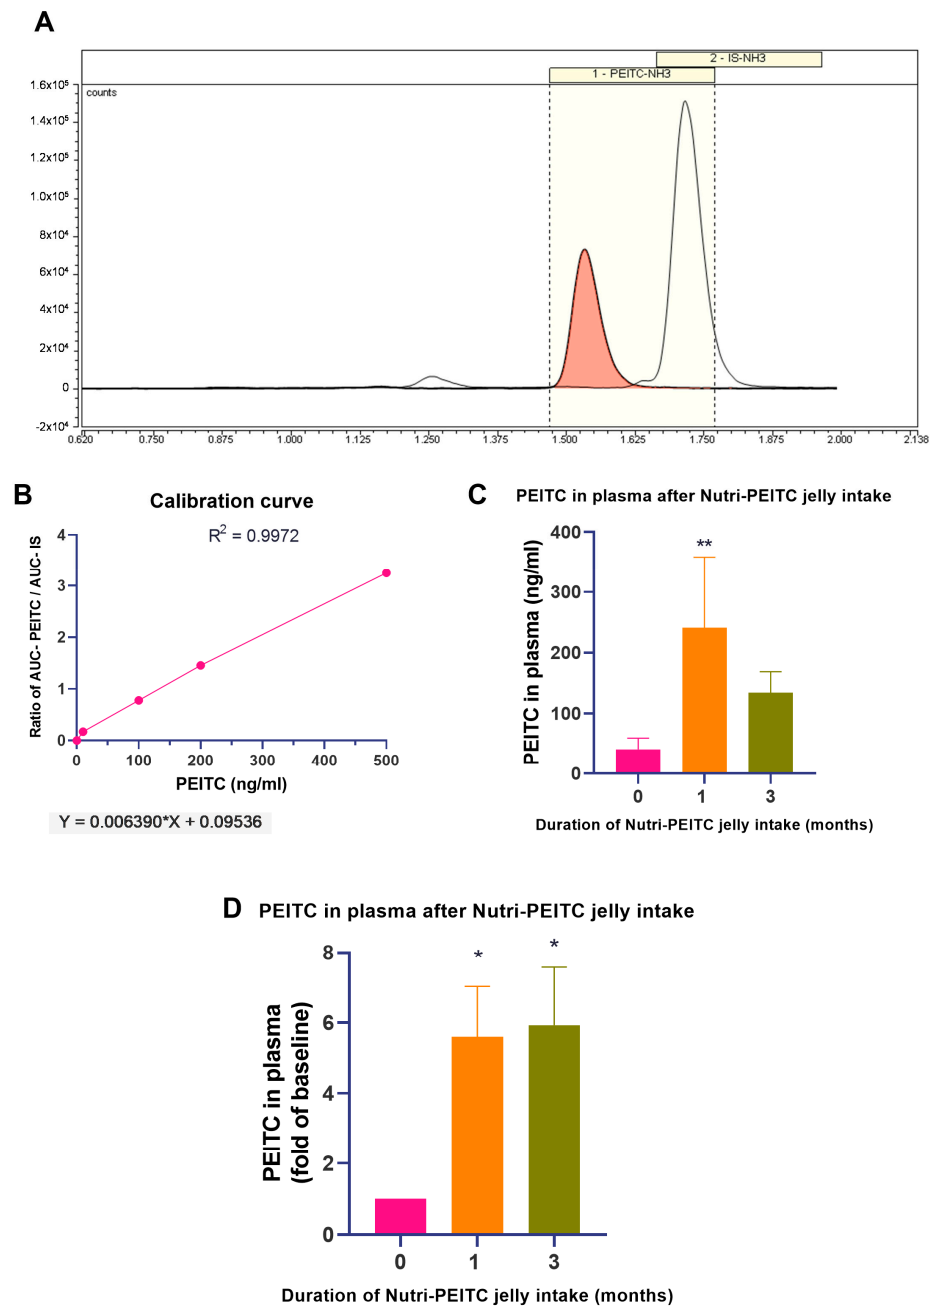 A
2 - IS-NH3
1 - PEITC-NH3
counts
1.6x10⁵
1.4x10⁵
1.2x10⁵
1.0x10⁵
8x10⁴
6x10⁴
4x10⁴
2x10⁴
0
-2x10⁴
0.620 0.750 0.875 1.000 1.125 1.250 1.375 1.500 1.625 1.750 1.875 2.000 2.138
B
Calibration curve
R² = 0.9972
Ratio of AUC- PEITC / AUC- IS
4
3
2
1
0
0 100 200 300 400 500
PEITC (ng/ml)
Y = 0.006390*X + 0.09536
C
PEITC in plasma after Nutri-PEITC jelly intake
PEITC in plasma (ng/ml)
400
300
200
100
0
**
0 1 3
Duration of Nutri-PEITC jelly intake (months)
D
PEITC in plasma after Nutri-PEITC jelly intake
PEITC in plasma
(fold of baseline)
8
6
4
2
0
* *
0 1 3
Duration of Nutri-PEITC jelly intake (months)